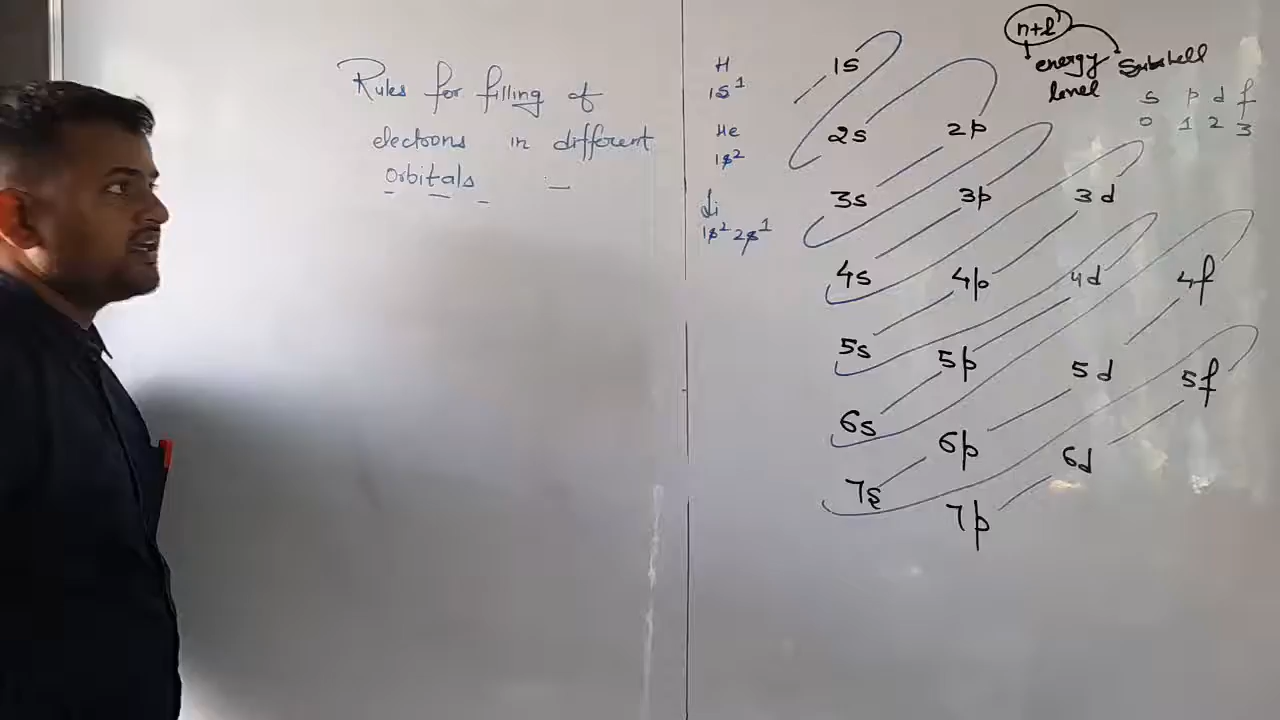 Rules for filling of
electrons in different
orbitals
H
1s¹
He
1s²
Li
1s² 2s¹
n+l
energy
level
Subshell
s p d f
0 1 2 3
1s
2s 2p
3s 3p 3d
4s 4p 4d 4f
5s 5p 5d 5f
6s 6p 6d
7s 7p